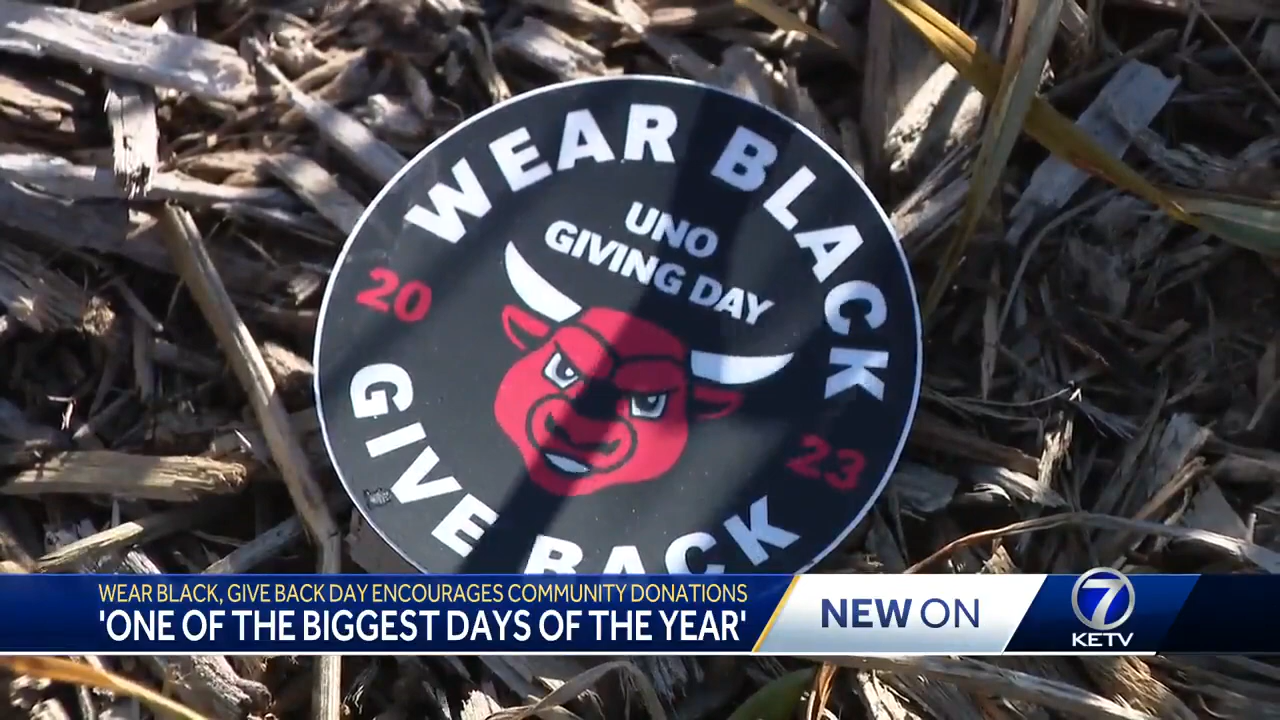 WEAR BLACK
UNO
GIVING DAY
20 23
GIVE BACK
WEAR BLACK, GIVE BACK DAY ENCOURAGES COMMUNITY DONATIONS
'ONE OF THE BIGGEST DAYS OF THE YEAR'
NEW ON
7
KETV